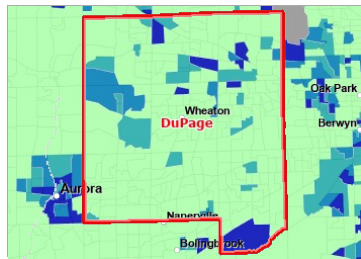 Oak Park
Wheaton
DuPage
Berwyn
Aurora
Naperville
Bolingbrook